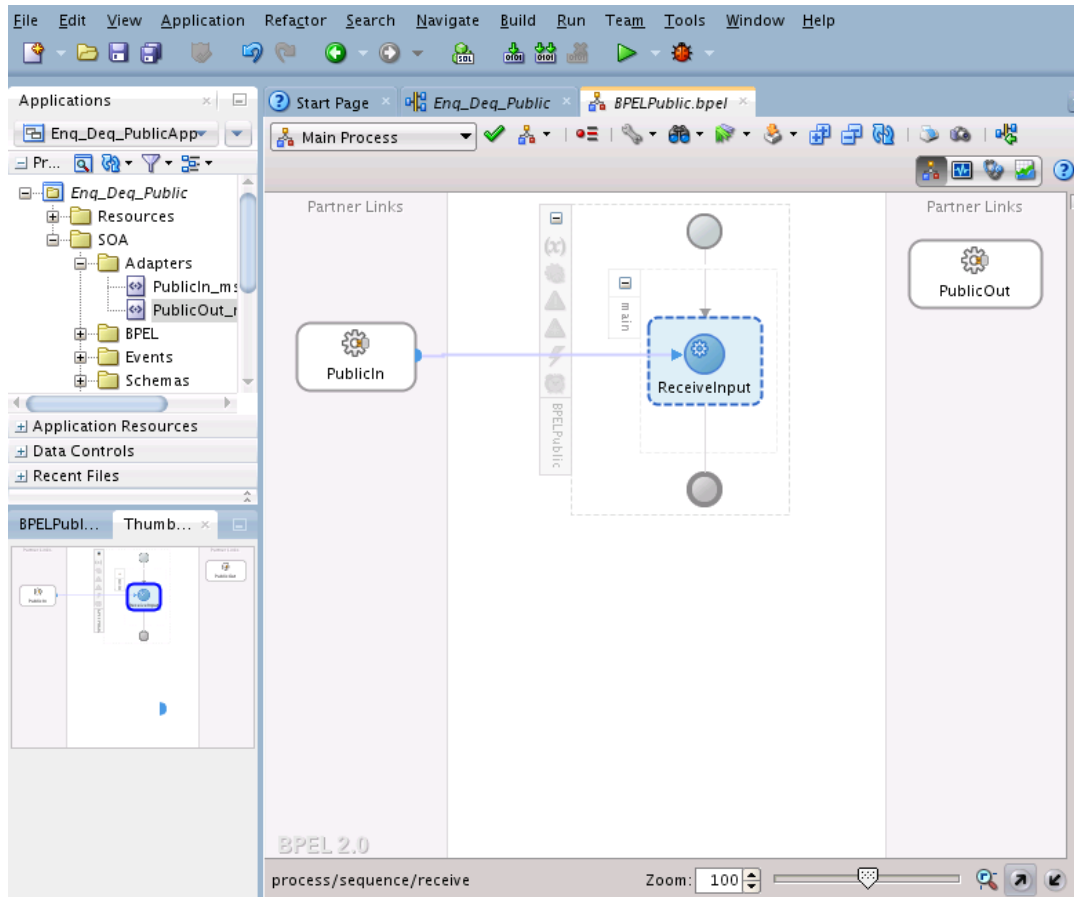 File Edit View Application Refactor Search Navigate Build Run Team Tools Window Help
Applications
Start Page
Enq_Deq_Public
BPELPublic.bpel
Enq_Deq_PublicApp
Main Process
Pr...
Enq_Deq_Public
Resources
SOA
Adapters
PublicIn_ms
PublicOut_r
BPEL
Events
Schemas
Application Resources
Data Controls
Recent Files
BPELPubl...
Thumb...
Partner Links
Partner Links
(x)
main
BPELPublic
PublicIn
ReceiveInput
PublicOut
BPEL 2.0
process/sequence/receive
Zoom: 100